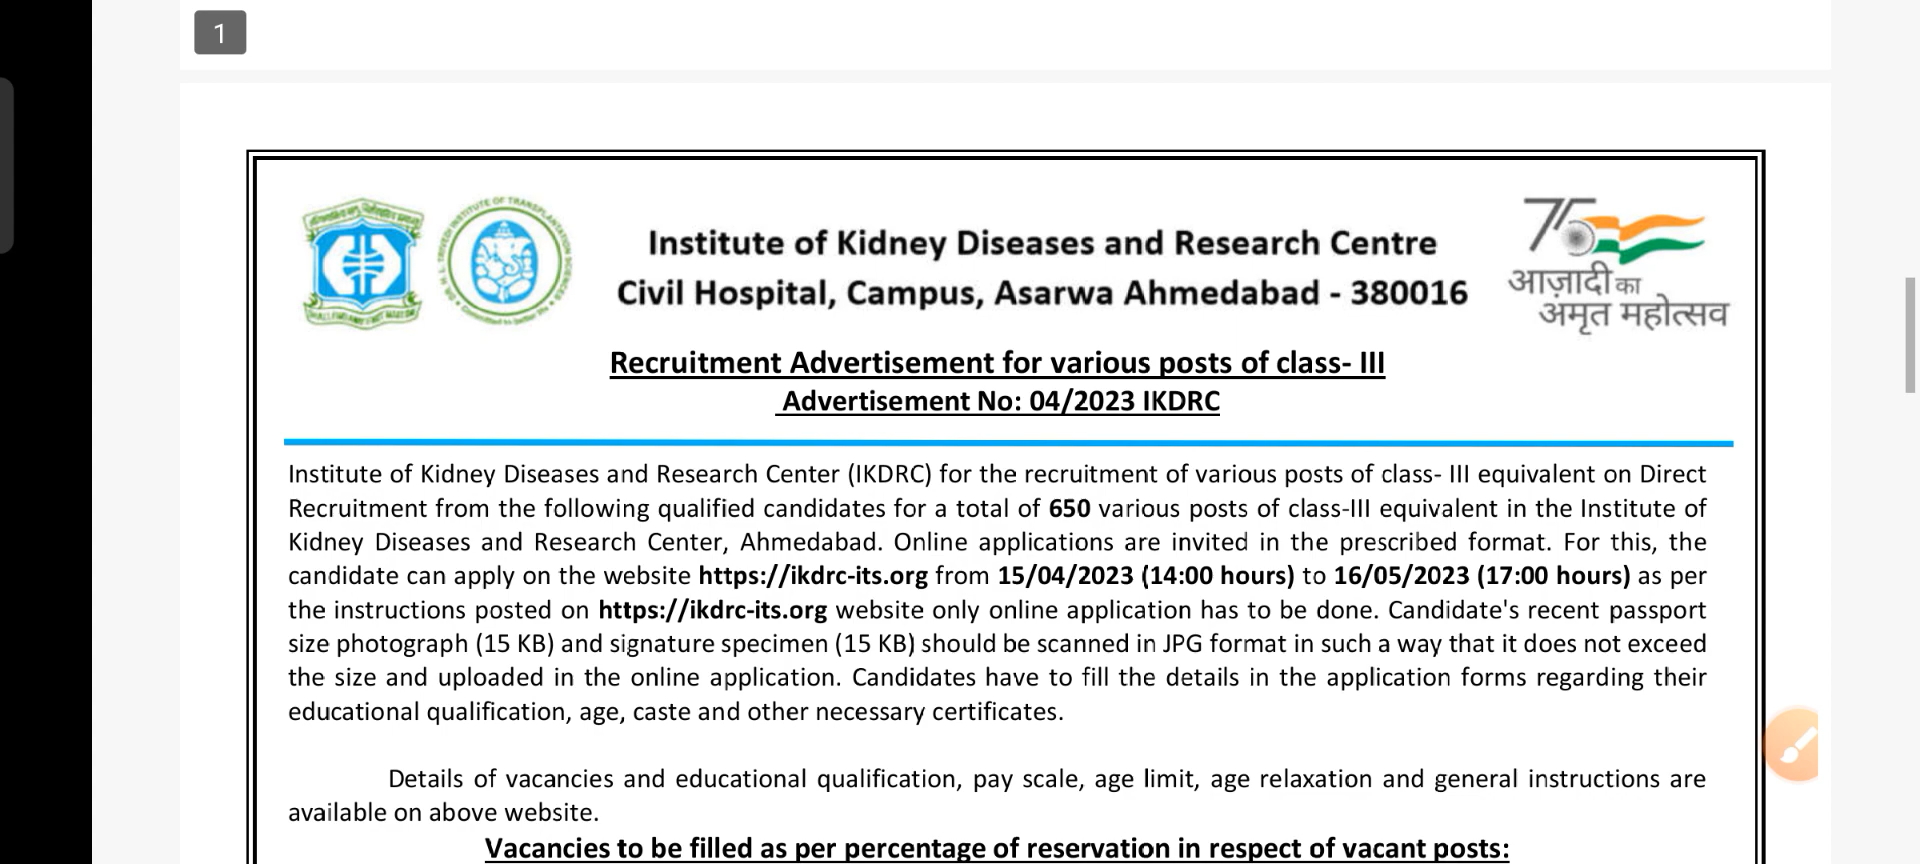 1
INSTITUTE OF TRANSPLANTATION SCIENCES
Institute of Kidney Diseases and Research Centre
Civil Hospital, Campus, Asarwa Ahmedabad - 380016
75
आज़ादी का
अमृत महोत्सव
Recruitment Advertisement for various posts of class- III
Advertisement No: 04/2023 IKDRC
Institute of Kidney Diseases and Research Center (IKDRC) for the recruitment of various posts of class- III equivalent on Direct
Recruitment from the following qualified candidates for a total of 650 various posts of class-III equivalent in the Institute of
Kidney Diseases and Research Center, Ahmedabad. Online applications are invited in the prescribed format. For this, the
candidate can apply on the website https://ikdrc-its.org from 15/04/2023 (14:00 hours) to 16/05/2023 (17:00 hours) as per
the instructions posted on https://ikdrc-its.org website only online application has to be done. Candidate's recent passport
size photograph (15 KB) and signature specimen (15 KB) should be scanned in JPG format in such a way that it does not exceed
the size and uploaded in the online application. Candidates have to fill the details in the application forms regarding their
educational qualification, age, caste and other necessary certificates.
Details of vacancies and educational qualification, pay scale, age limit, age relaxation and general instructions are
available on above website.
Vacancies to be filled as per percentage of reservation in respect of vacant posts: